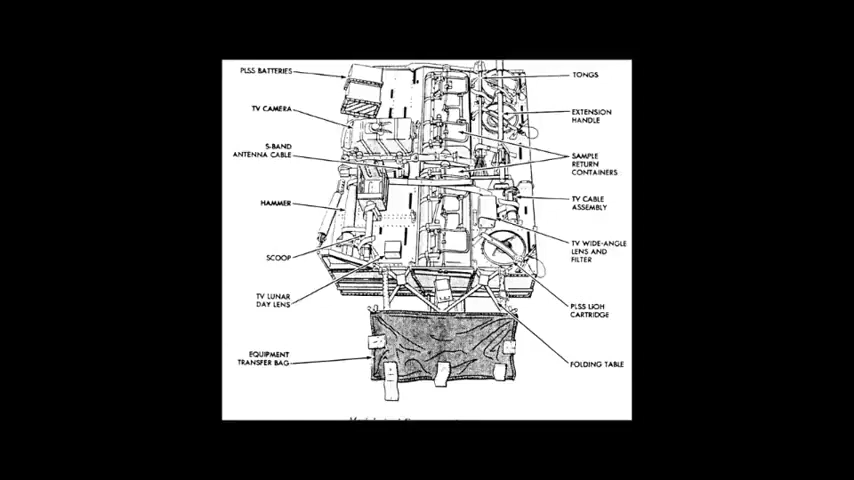 PLSS BATTERIES
TV CAMERA
S-BAND
ANTENNA CABLE
HAMMER
SCOOP
TV LUNAR
DAY LENS
EQUIPMENT
TRANSFER BAG
TONGS
EXTENSION
HANDLE
SAMPLE
RETURN
CONTAINERS
TV CABLE
ASSEMBLY
TV WIDE-ANGLE
LENS AND
FILTER
PLSS LIOH
CARTRIDGE
FOLDING TABLE